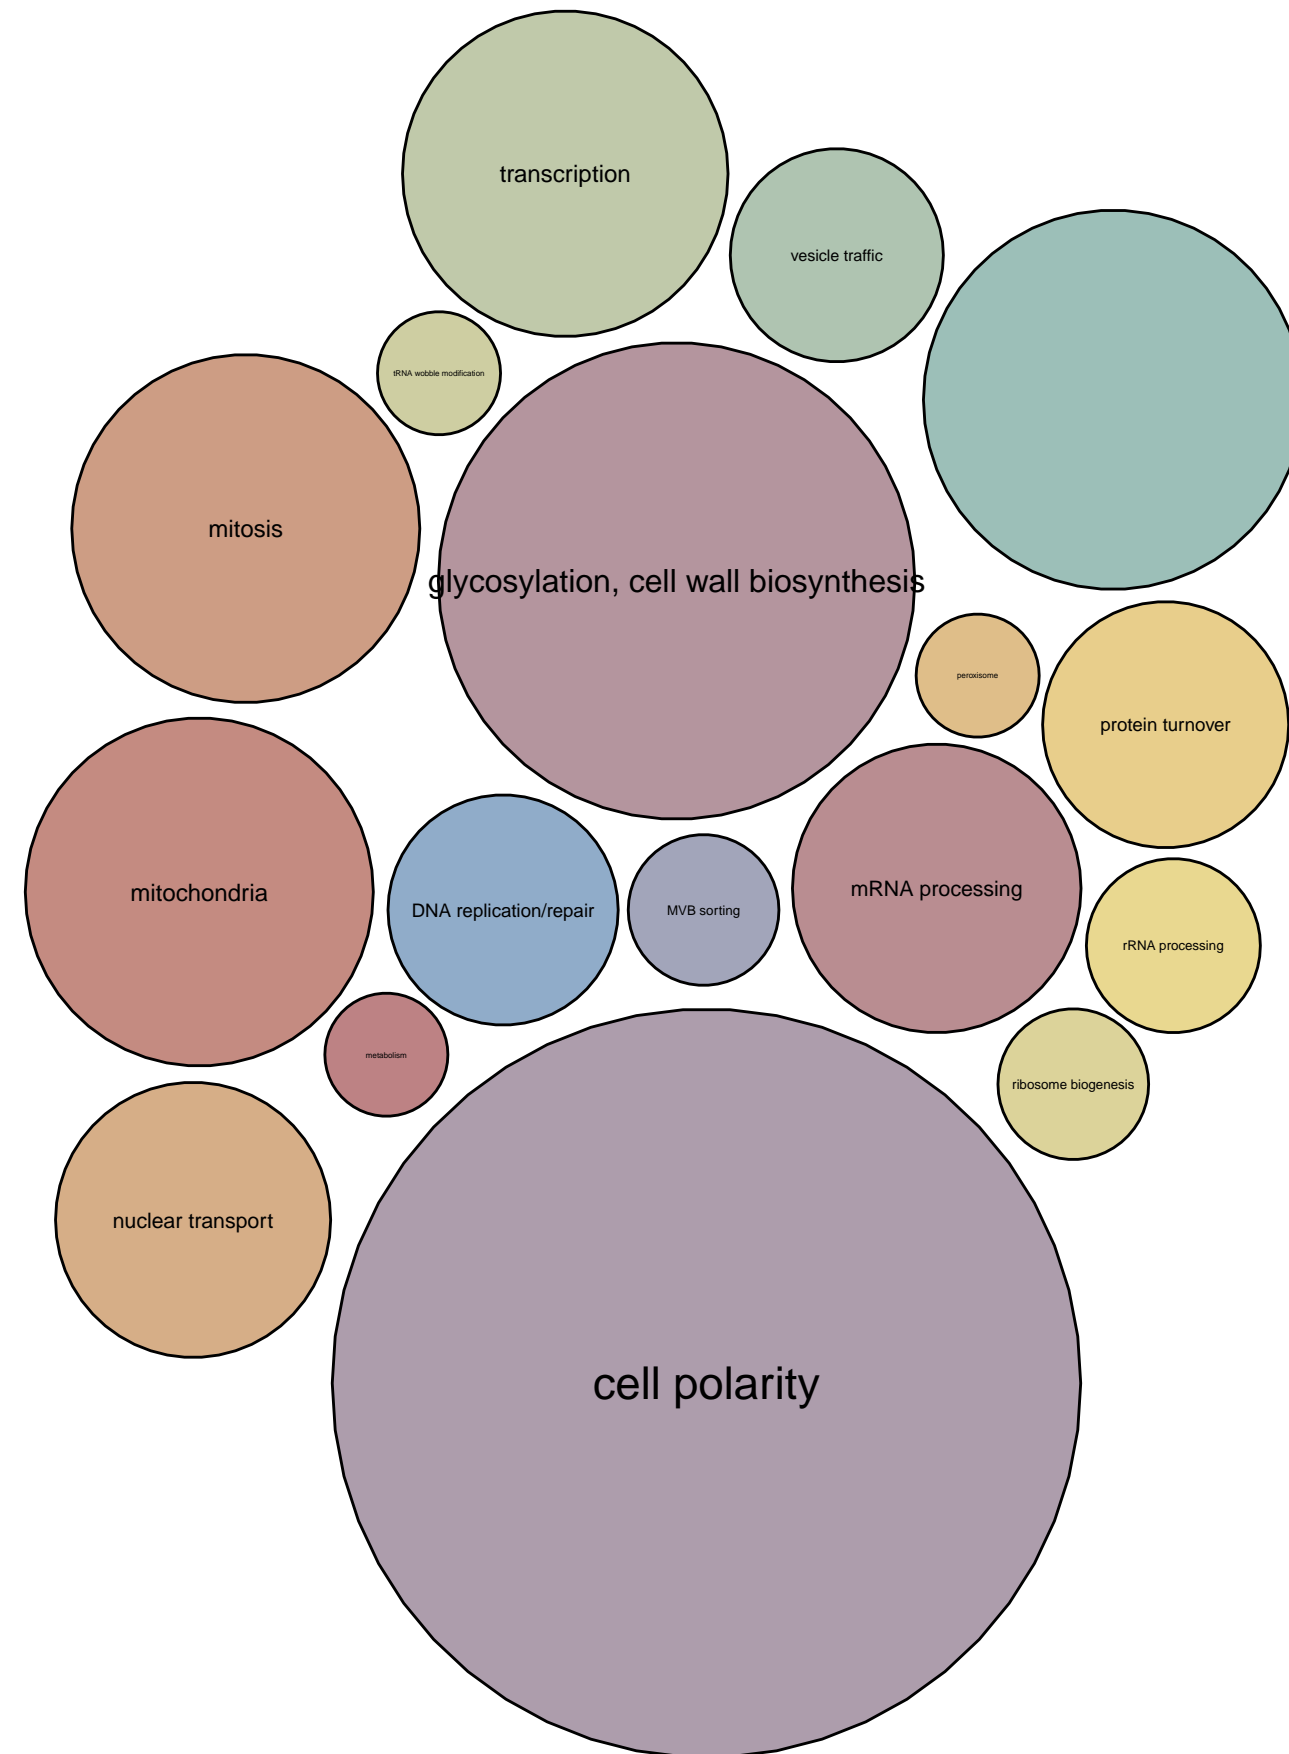 transcription
vesicle traffic
tRNA wobble modification
mitosis
glycosylation, cell wall biosynthesis
peroxisome
protein turnover
mitochondria
DNA replication/repair
MVB sorting
mRNA processing
rRNA processing
metabolism
ribosome biogenesis
nuclear transport
cell polarity